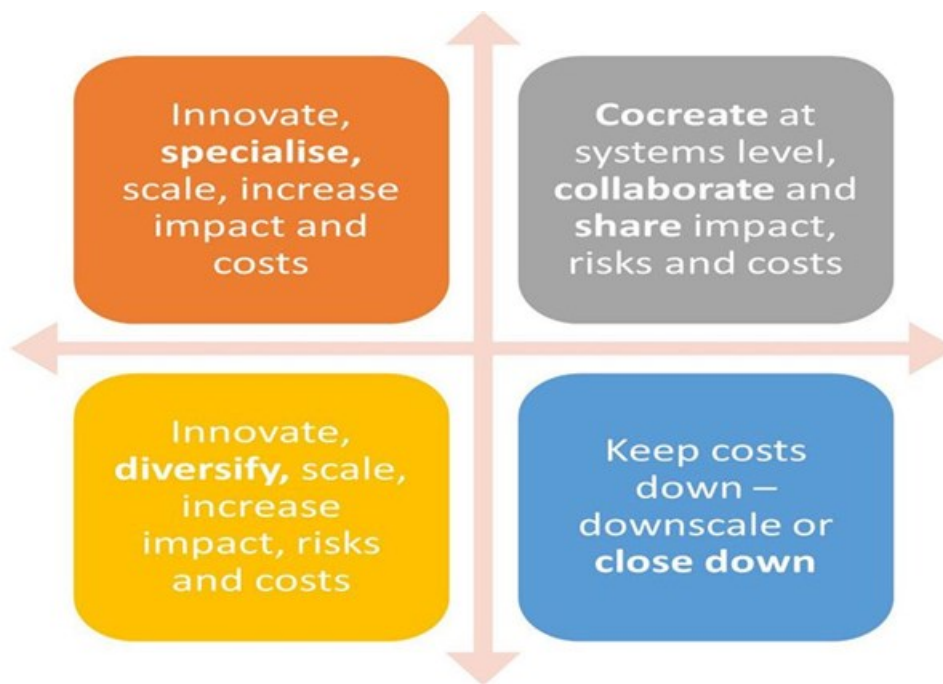 Innovate,
specialise,
scale, increase
impact and
costs
Cocreate at
systems level,
collaborate and
share impact,
risks and costs
Innovate,
diversify, scale,
increase
impact, risks
and costs
Keep costs
down –
downscale or
close down